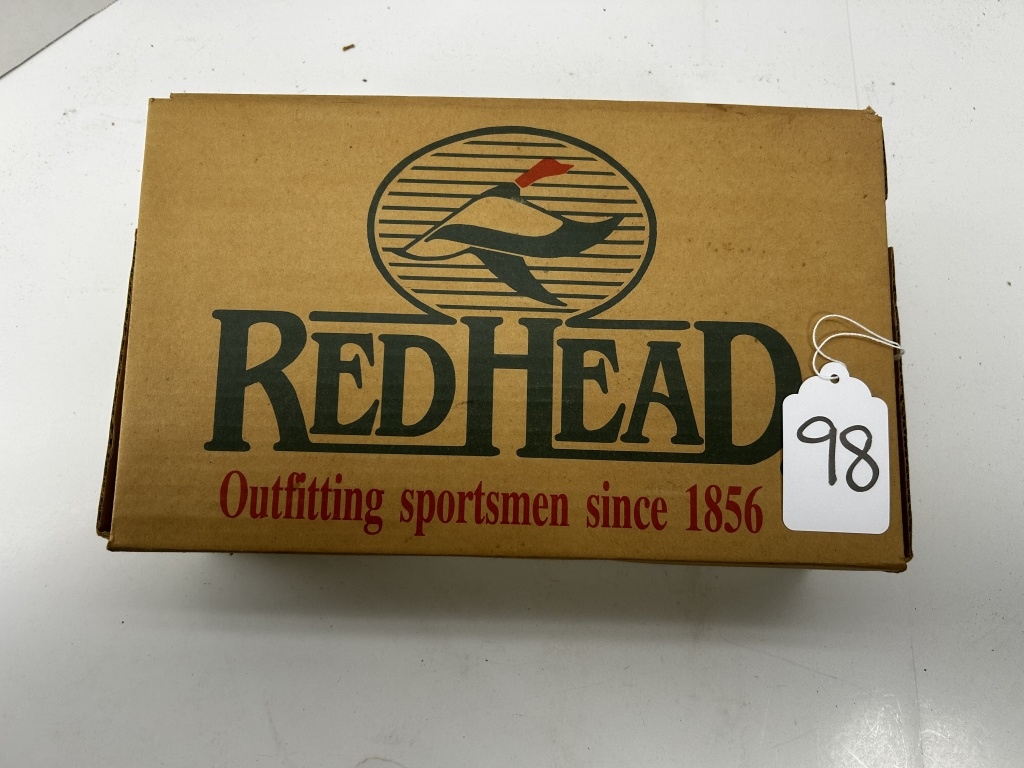 REDHEAD
Outfitting sportsmen since 1856
98